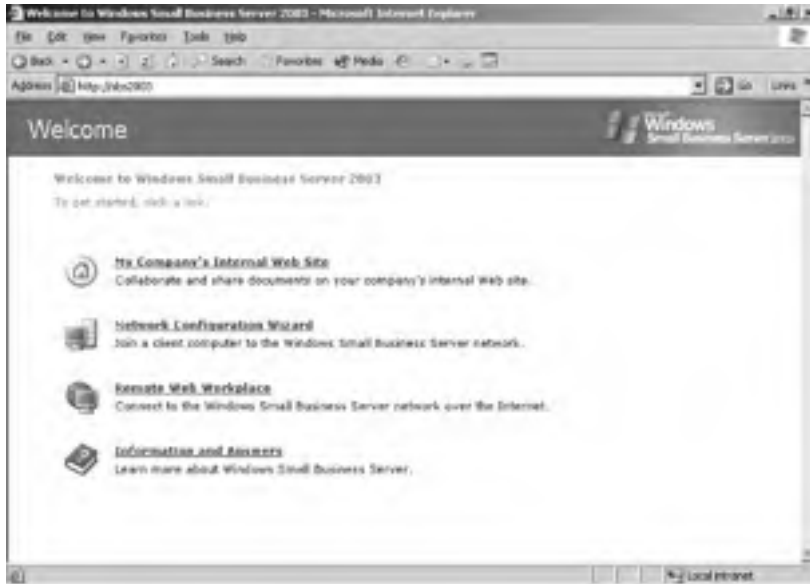 Welcome to Windows Small Business Server 2003 - Microsoft Internet Explorer
File Edit View Favorites Tools Help
Back Search Favorites Media
Address Go Links
Welcome
Windows
Small Business Server 2003
Welcome to Windows Small Business Server 2003
To get started, click a link.
My Company's Internal Web Site
Collaborate and share documents on your company's internal Web site.
Network Configuration Wizard
Join a client computer to the Windows Small Business Server network.
Remote Web Workplace
Connect to the Windows Small Business Server network over the Internet.
Information and Answers
Learn more about Windows Small Business Server.
Local intranet